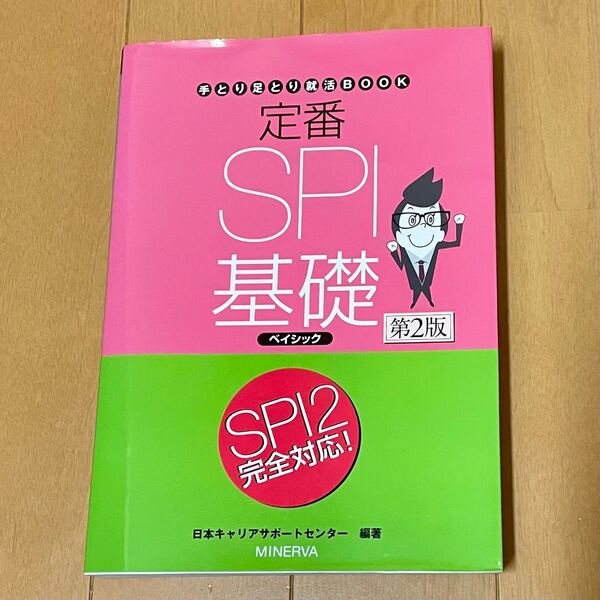 手とり足とり就活BOOK
定番
SPI
基礎
ベイシック
第2版
SPI2
完全対応!
日本キャリアサポートセンター 編著
MINERVA